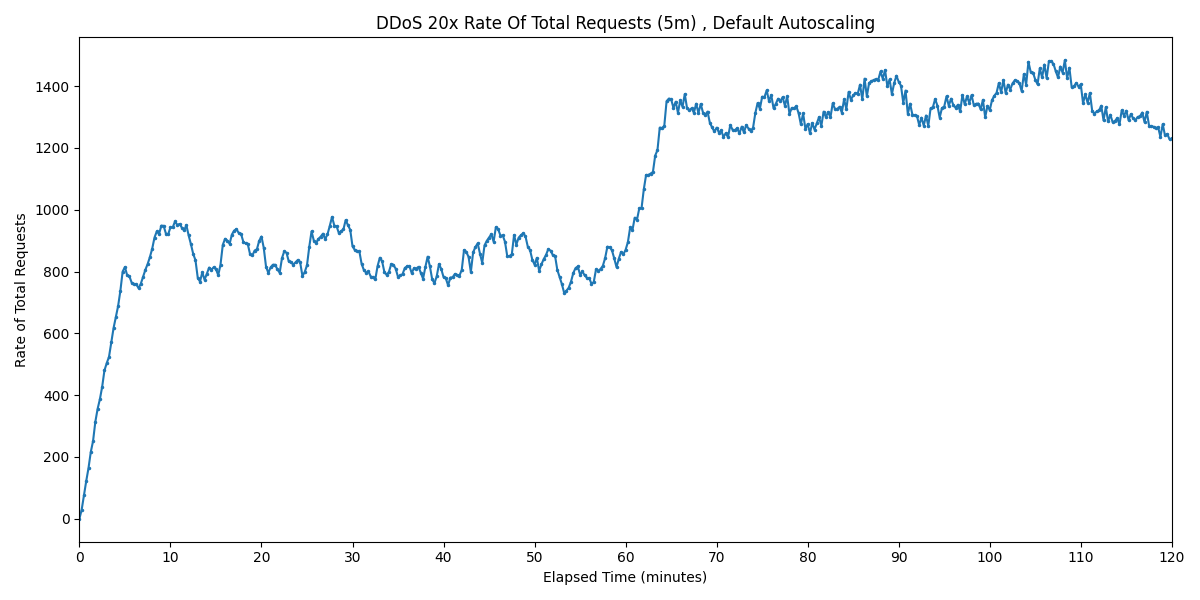 DDoS 20x Rate Of Total Requests (5m) , Default Autoscaling
Rate of Total Requests
1400
1200
1000
800
600
400
200
0
0 10 20 30 40 50 60 70 80 90 100 110 120
Elapsed Time (minutes)